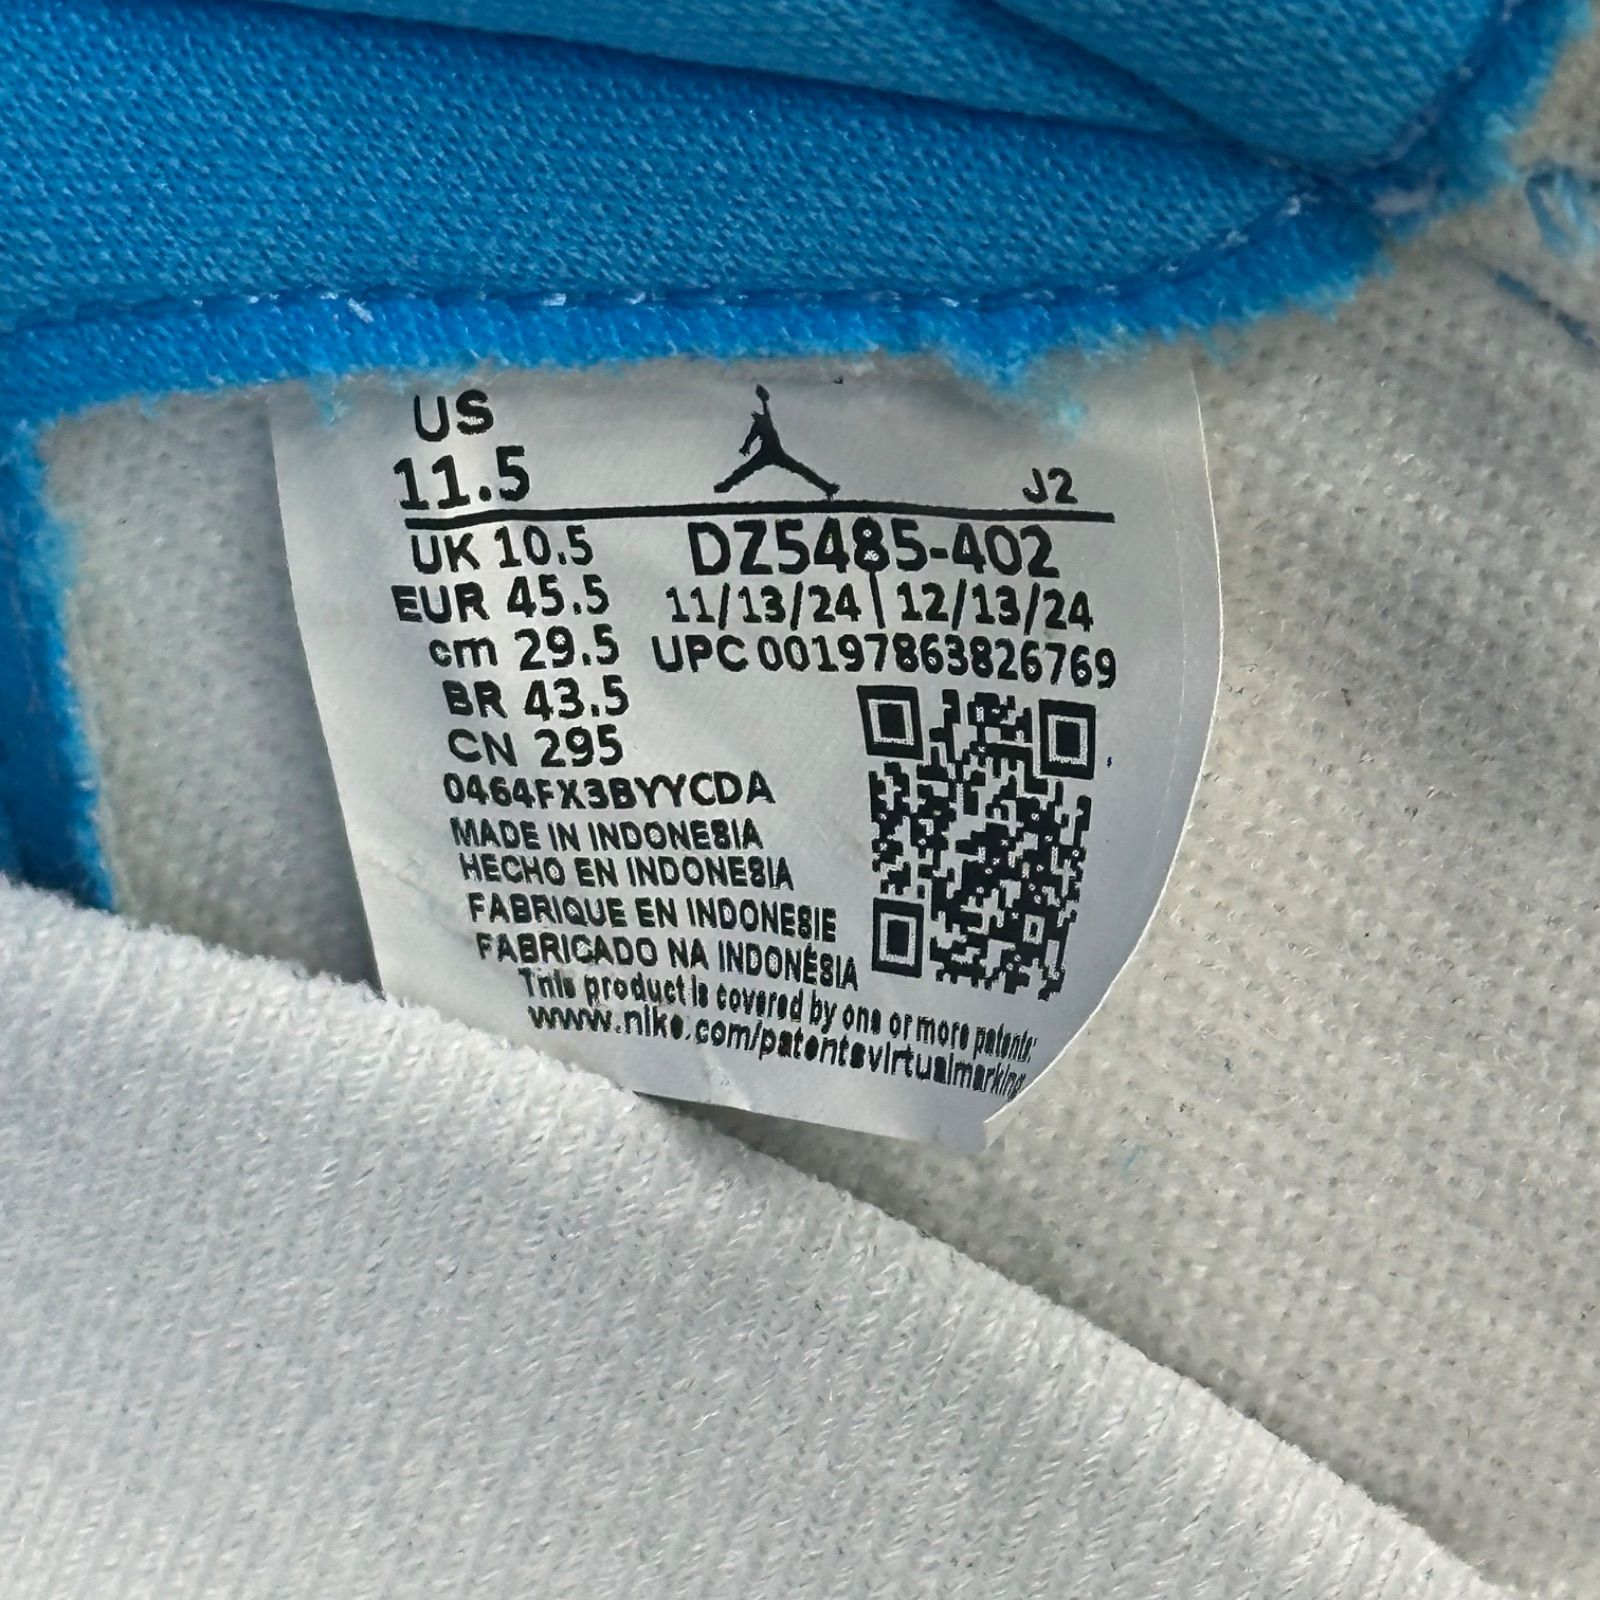 US
11.5
J2
UK 10.5
DZ5485-402
EUR 45.5
11/13/24 | 12/13/24
cm 29.5
UPC 00197863826769
BR 43.5
CN 295
0464FX3BYYCDA
MADE IN INDONESIA
HECHO EN INDONESIA
FABRIQUE EN INDONESIE
FABRICADO NA INDONÉSIA
This product is covered by one or more patents:
www.nike.com/patentsvirtualmarking